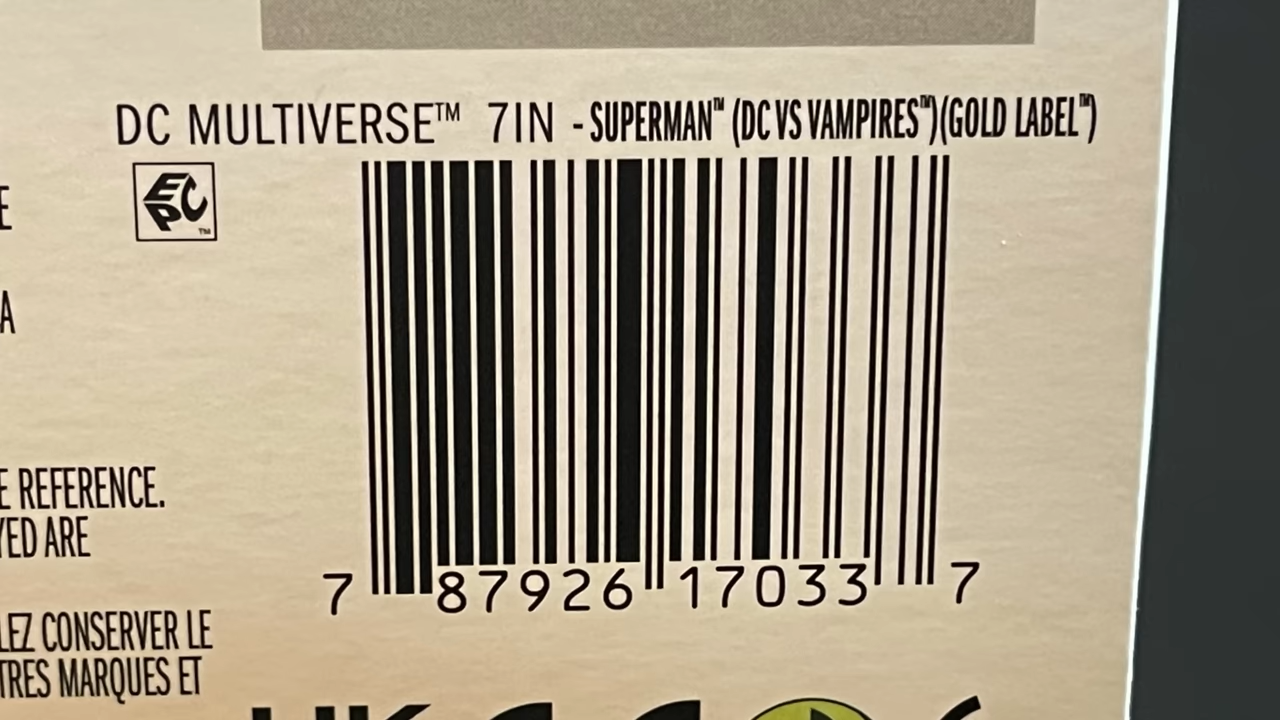 DC MULTIVERSE™ 7IN - SUPERMAN™ (DC VS VAMPIRES™)(GOLD LABEL™)
EPC™
E
A
E REFERENCE.
YED ARE
7 87926 17033 7
LEZ CONSERVER LE
TRES MARQUES ET